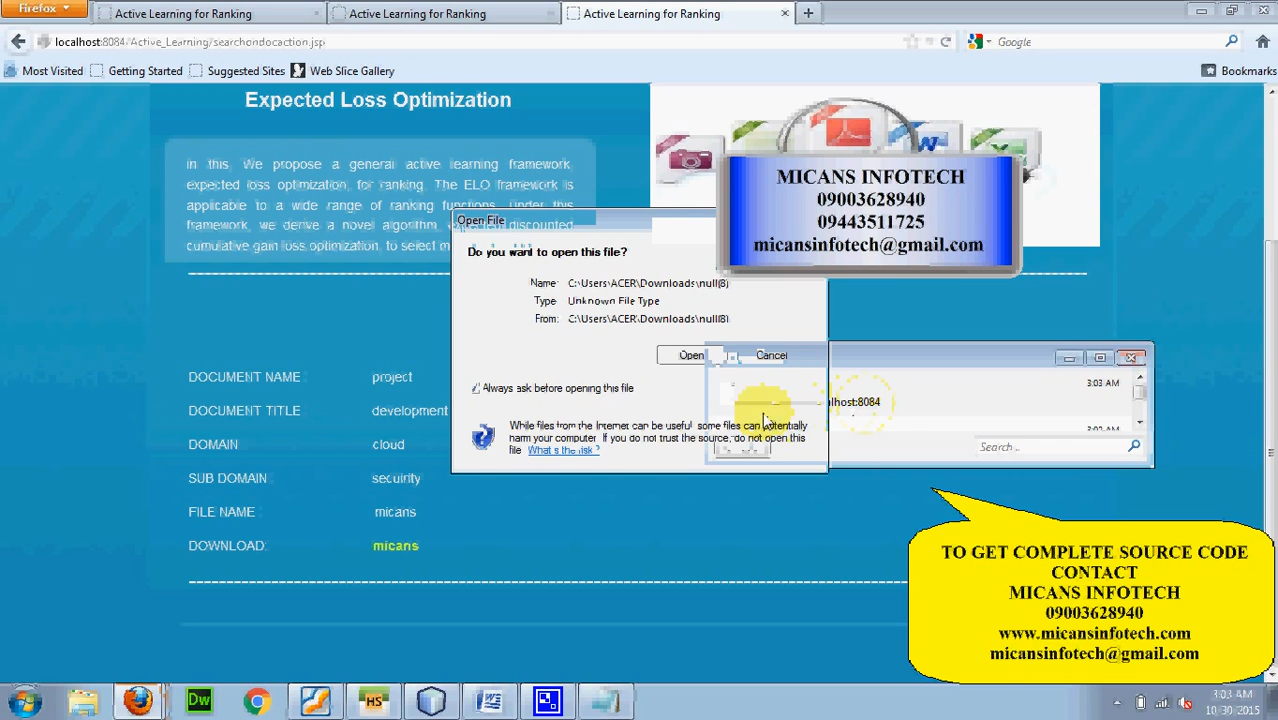 Firefox
Active Learning for Ranking
Active Learning for Ranking
Active Learning for Ranking
localhost:8084/Active_Learning/searchondocaction.jsp
Google
Most Visited
Getting Started
Suggested Sites
Web Slice Gallery
Bookmarks
Expected Loss Optimization
in this. We propose a general active learning framework
expected loss optimization, for ranking. The ELO framework is
applicable to a wide range of ranking functions. Under this
framework, we derive a novel algorithm, expected discounted
cumulative gain loss optimization, to select m
MICANS INFOTECH
09003628940
09443511725
micansinfotech@gmail.com
Open File
Do you want to open this file?
Name: C:\Users\ACER\Downloads\null(8)
Type: Unknown File Type
From: C:\Users\ACER\Downloads\null(8)
Open
Cancel
Always ask before opening this file
While files from the Internet can be useful, some files can potentially
harm your computer. If you do not trust the source, do not open this
file. What's the risk?
3:03 AM
lhost:8084
Search...
DOCUMENT NAME project
DOCUMENT TITLE development
DOMAIN cloud
SUB DOMAIN secuirity
FILE NAME micans
DOWNLOAD: micans
TO GET COMPLETE SOURCE CODE
CONTACT
MICANS INFOTECH
09003628940
www.micansinfotech.com
micansinfotech@gmail.com
Dw
HS
W
3:03 AM
10-30-2015